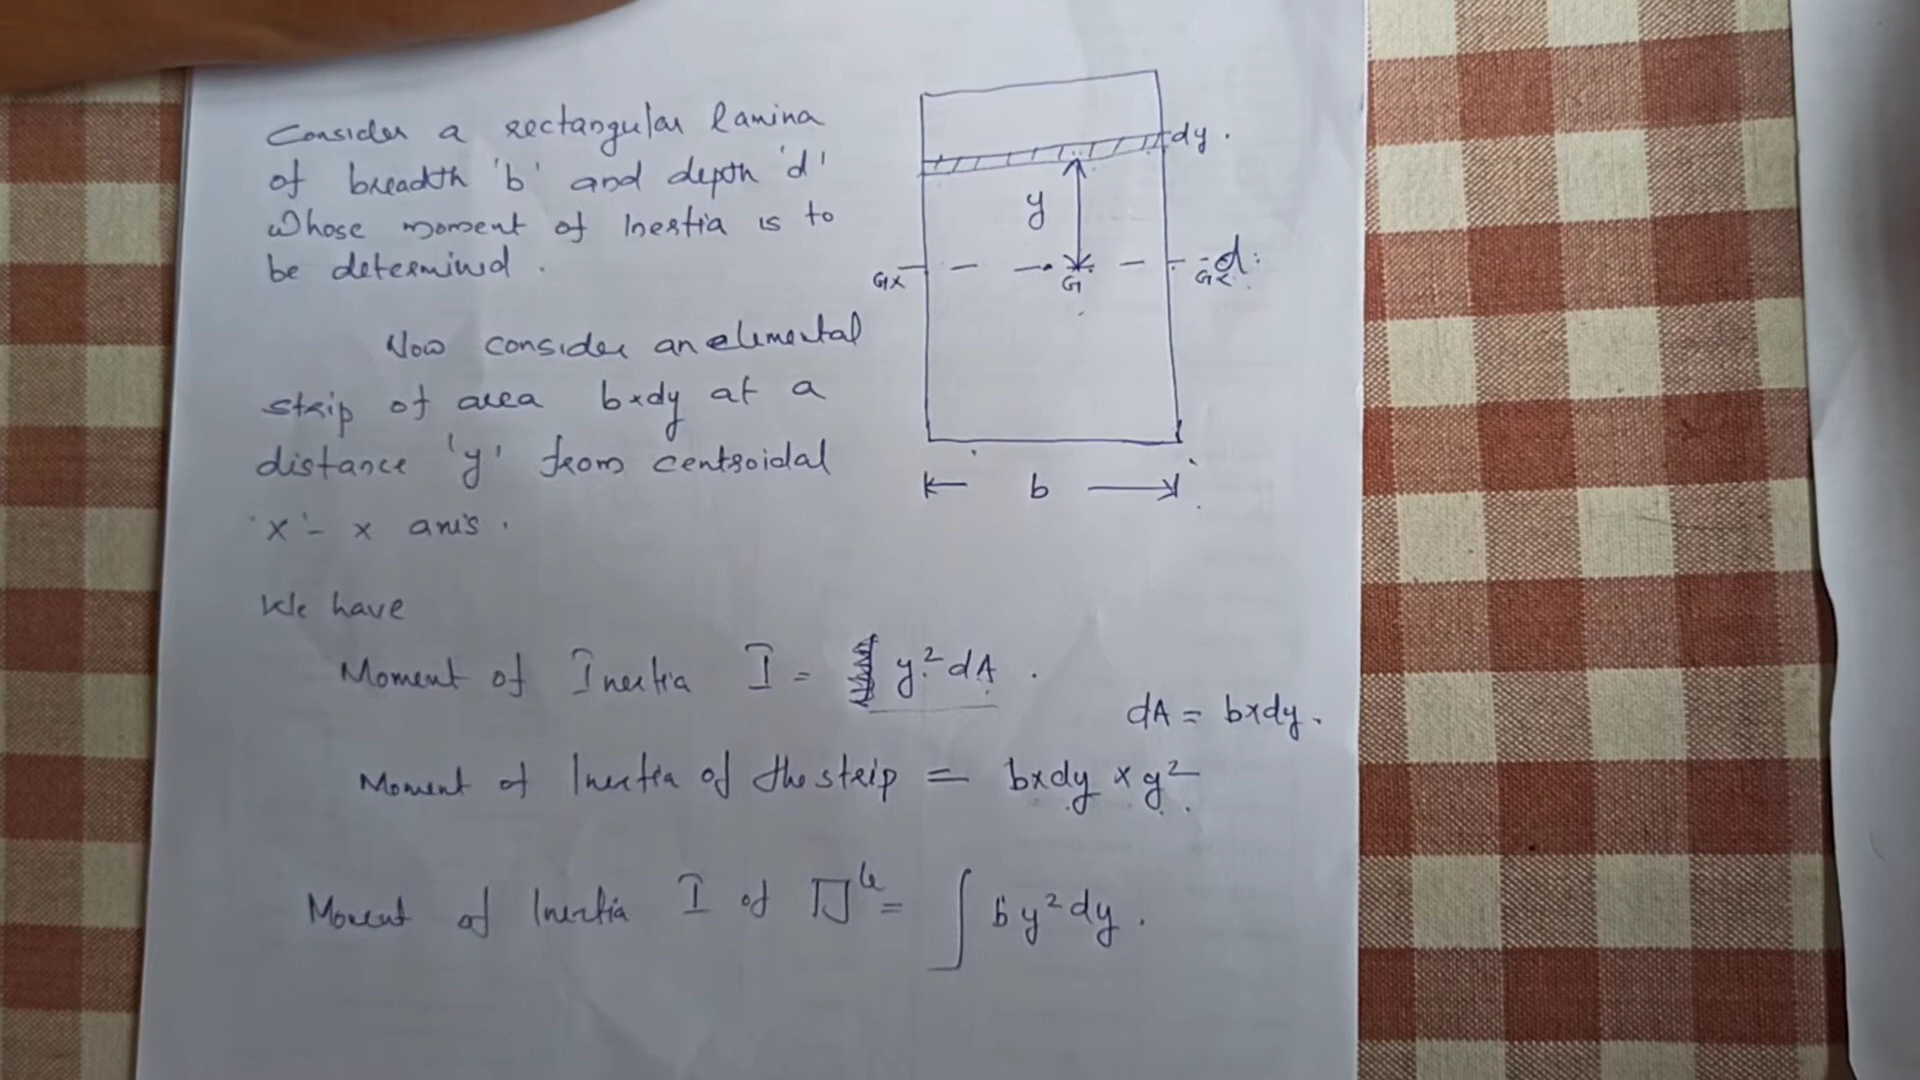 Consider a rectangular lamina
of breadth 'b' and depth 'd'
whose moment of Inertia is to
be determind.
Now consider an elemental
strip of area b×dy at a
distance 'y' from centroidal
x - x axis.
We have
Moment of Inertia I = y² dA.
dA = b×dy.
Moment of Inertia of the strip = b×dy × y²
Moment of Inertia I of = ∫ b y² dy.
dy.
y
Gx
G
d
b